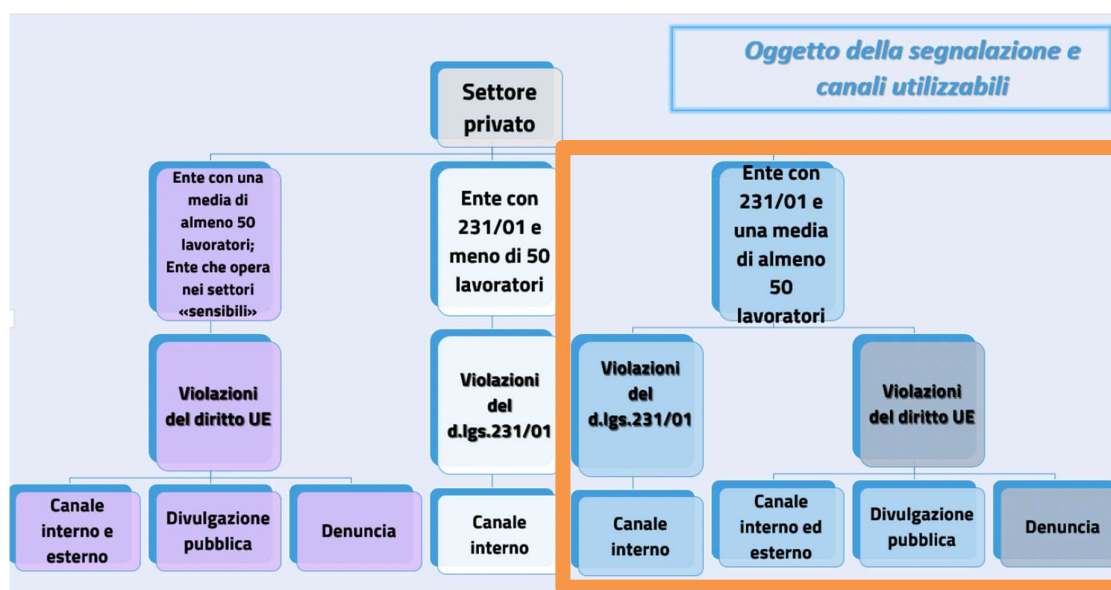 Oggetto della segnalazione e
canali utilizzabili
Settore
privato
Ente con una
media di
almeno 50
lavoratori;
Ente che opera
nei settori
«sensibili»
Ente con
231/01 e
meno di 50
lavoratori
Ente con
231/01 e
una media
di almeno
50
lavoratori
Violazioni
del diritto UE
Violazioni
del
d.lgs.231/01
Violazioni
del
d.lgs.231/01
Violazioni
del diritto UE
Canale
interno e
esterno
Divulgazione
pubblica
Denuncia
Canale
interno
Canale
interno
Canale
interno ed
esterno
Divulgazione
pubblica
Denuncia